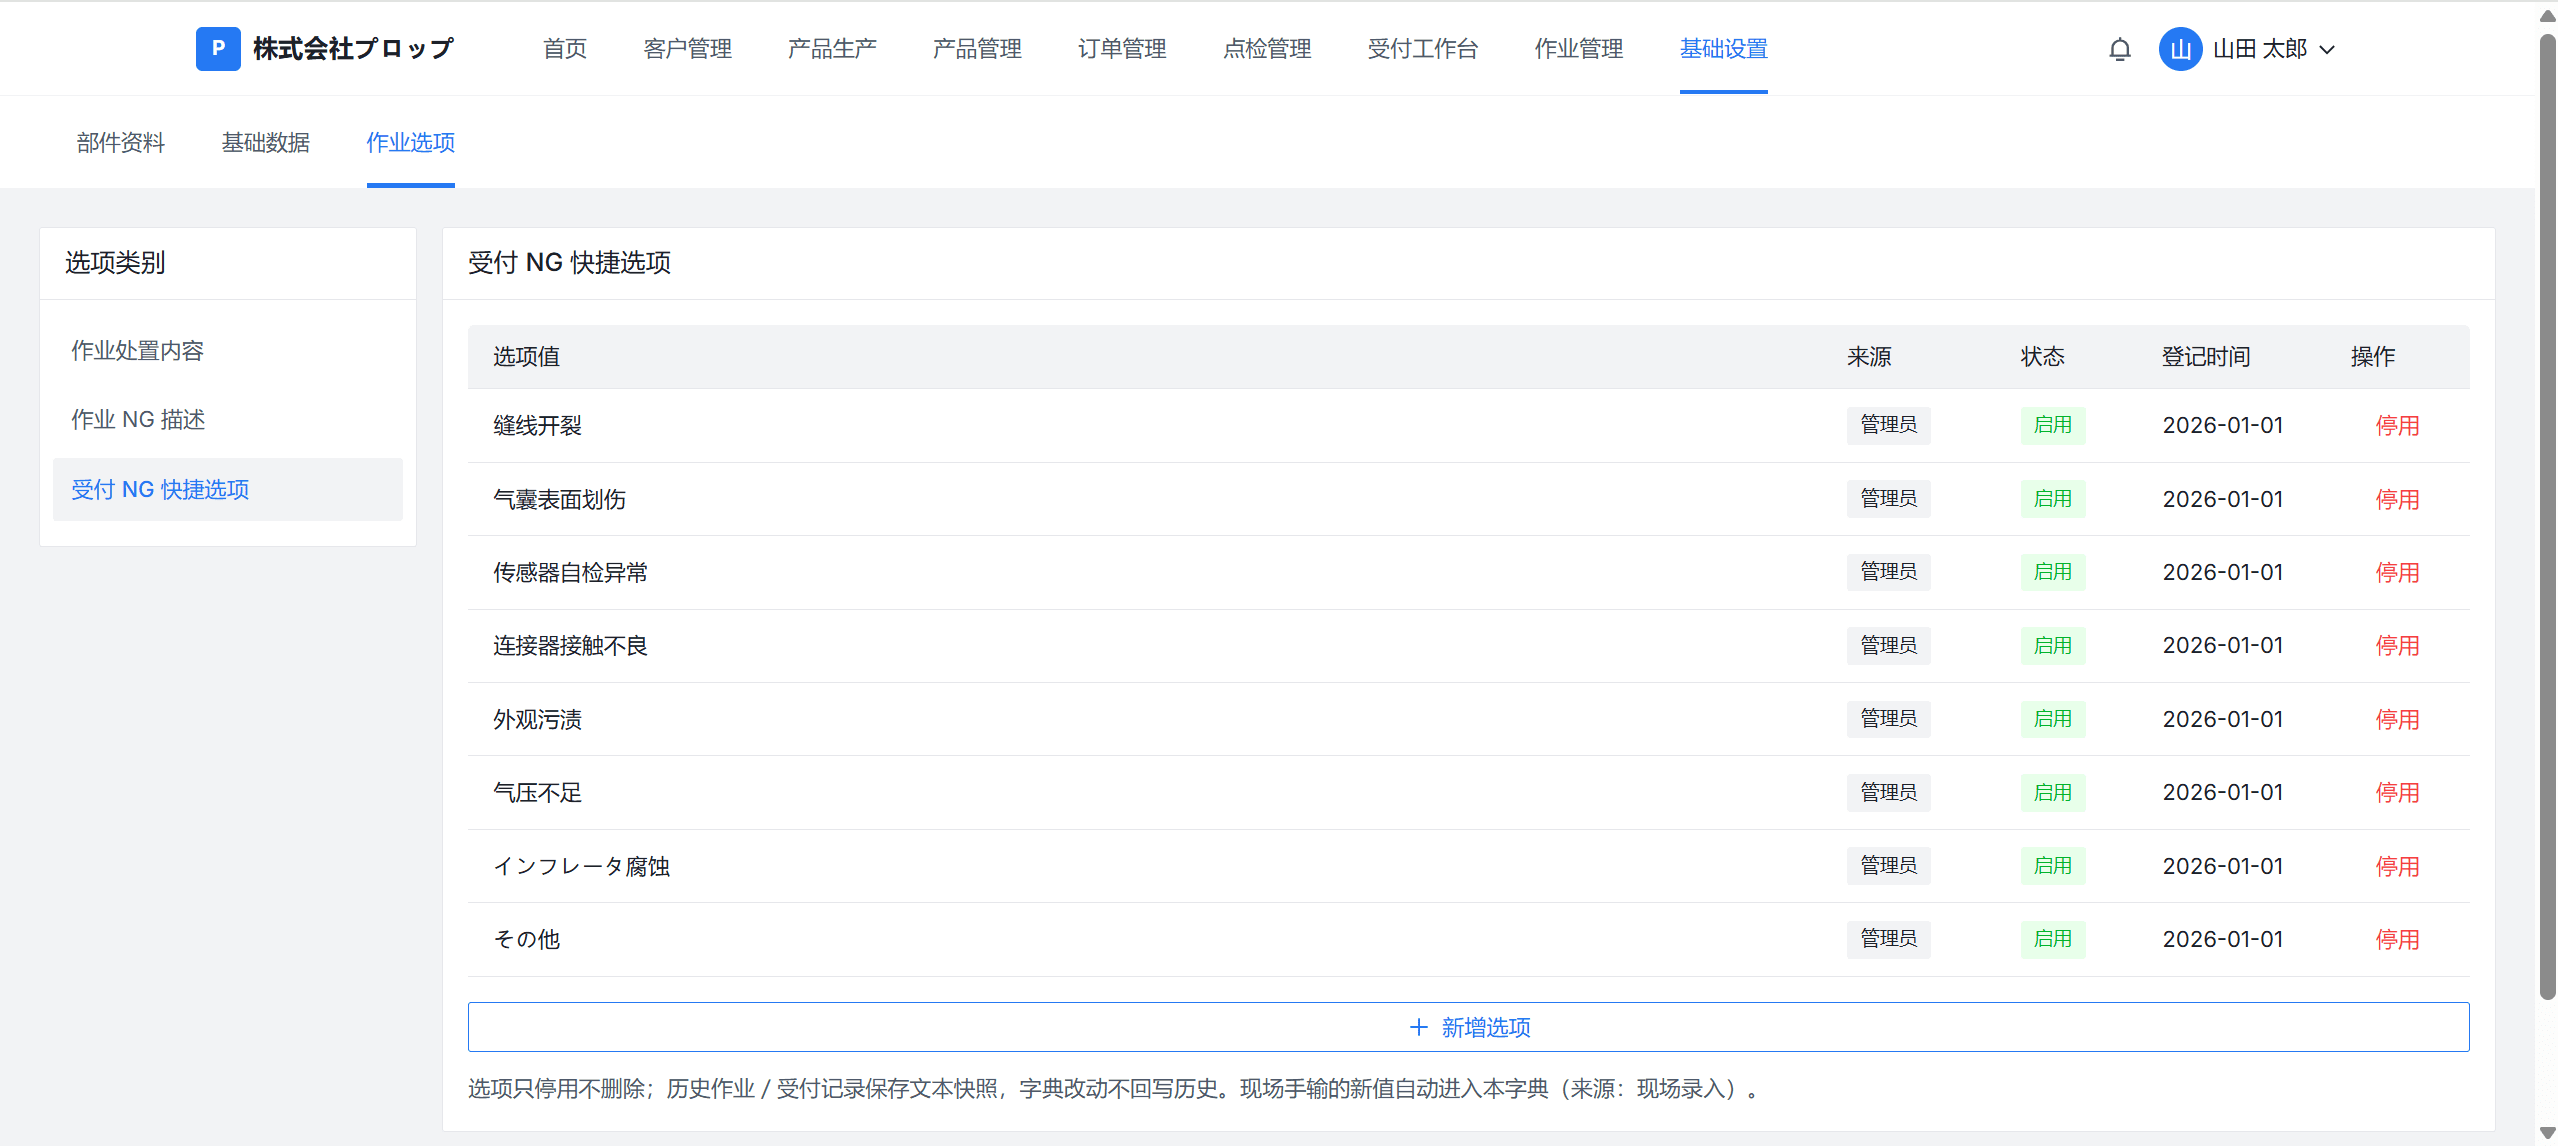 P 株式会社プロップ 首页 客户管理 产品生产 产品管理 订单管理 点检管理 受付工作台 作业管理 基础设置 山 山田 太郎
部件资料 基础数据 作业选项
选项类别
作业处置内容
作业 NG 描述
受付 NG 快捷选项
受付 NG 快捷选项
选项值 来源 状态 登记时间 操作
缝线开裂 管理员 启用 2026-01-01 停用
气囊表面划伤 管理员 启用 2026-01-01 停用
传感器自检异常 管理员 启用 2026-01-01 停用
连接器接触不良 管理员 启用 2026-01-01 停用
外观污渍 管理员 启用 2026-01-01 停用
气压不足 管理员 启用 2026-01-01 停用
インフレータ腐蚀 管理员 启用 2026-01-01 停用
その他 管理员 启用 2026-01-01 停用
+ 新增选项
选项只停用不删除；历史作业 / 受付记录保存文本快照，字典改动不回写历史。现场手输的新值自动进入本字典（来源：现场录入）。